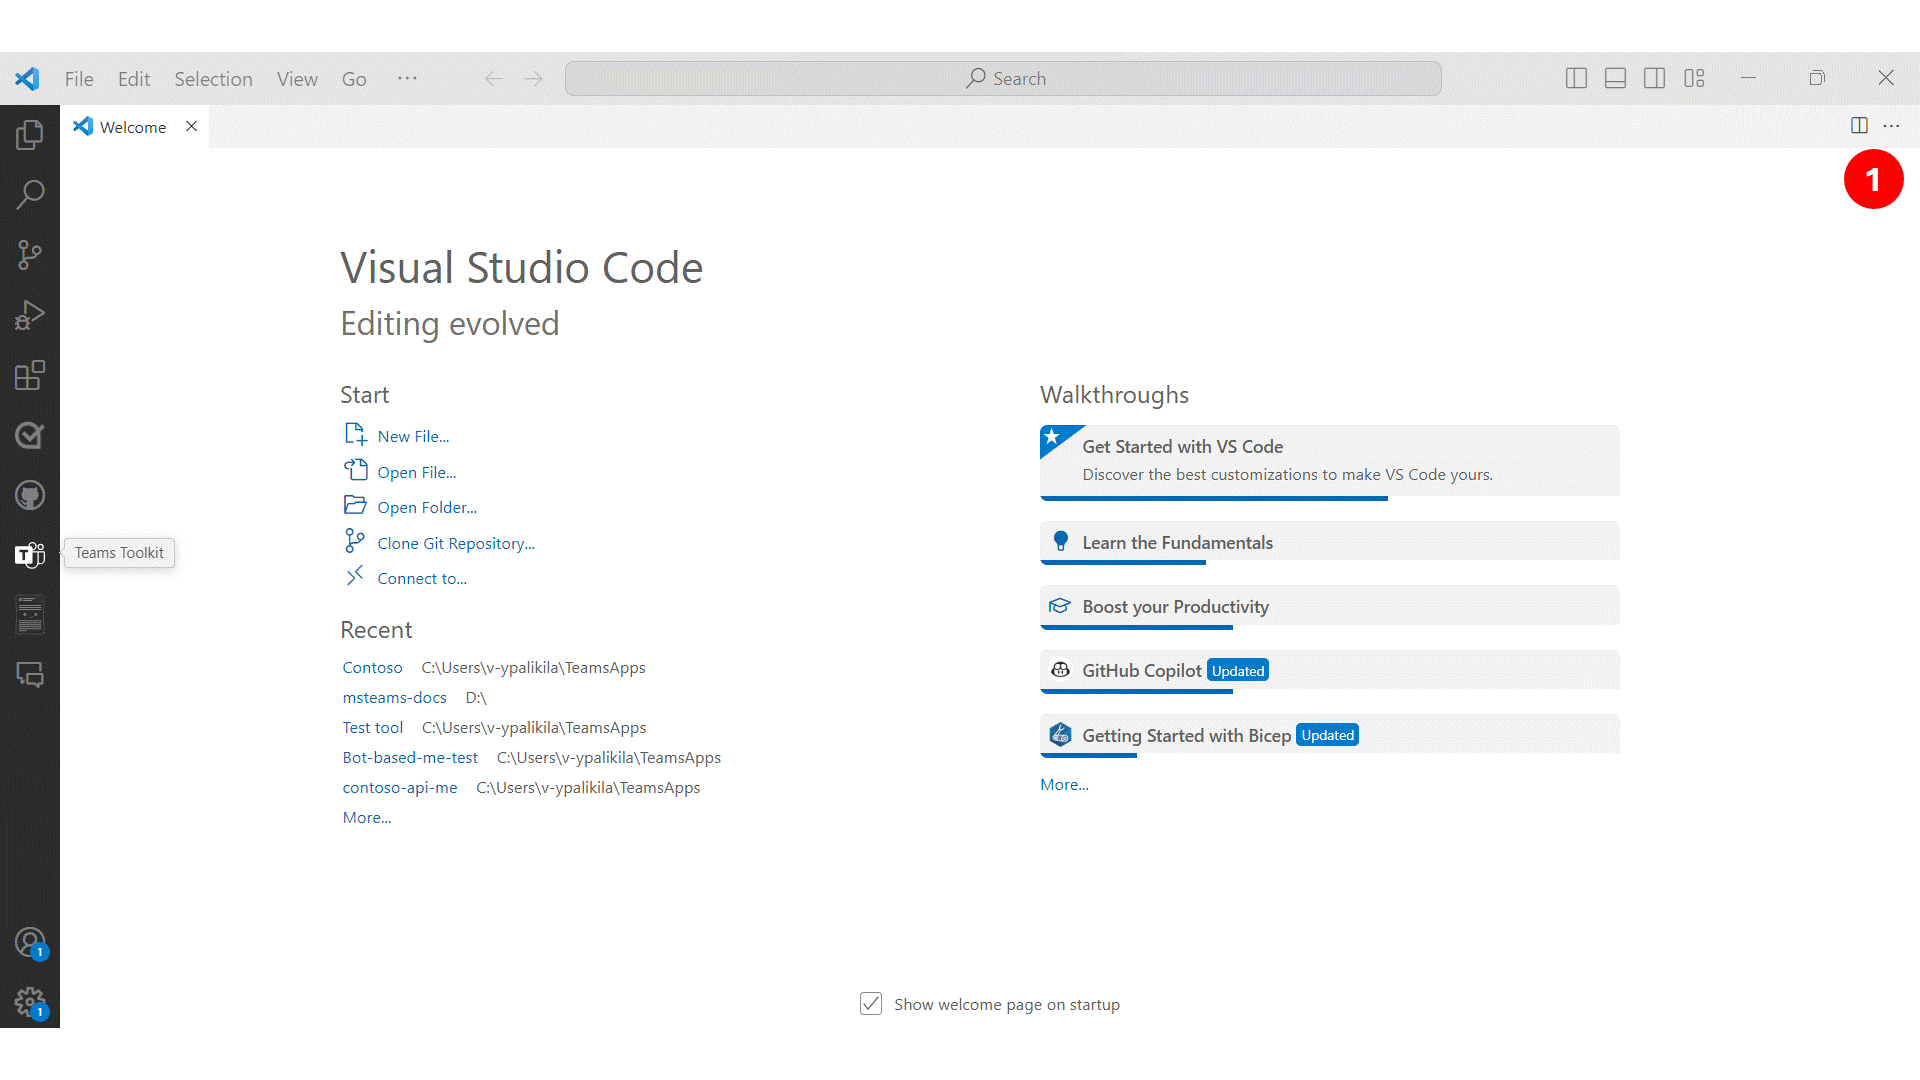 File Edit Selection View Go ··· Search
Welcome
1
Visual Studio Code
Editing evolved
Start
New File...
Open File...
Open Folder...
Clone Git Repository...
Connect to...
Teams Toolkit
Recent
Contoso C:\Users\v-ypalikila\TeamsApps
msteams-docs D:\
Test tool C:\Users\v-ypalikila\TeamsApps
Bot-based-me-test C:\Users\v-ypalikila\TeamsApps
contoso-api-me C:\Users\v-ypalikila\TeamsApps
More...
Walkthroughs
Get Started with VS Code
Discover the best customizations to make VS Code yours.
Learn the Fundamentals
Boost your Productivity
GitHub Copilot Updated
Getting Started with Bicep Updated
More...
1
1
Show welcome page on startup